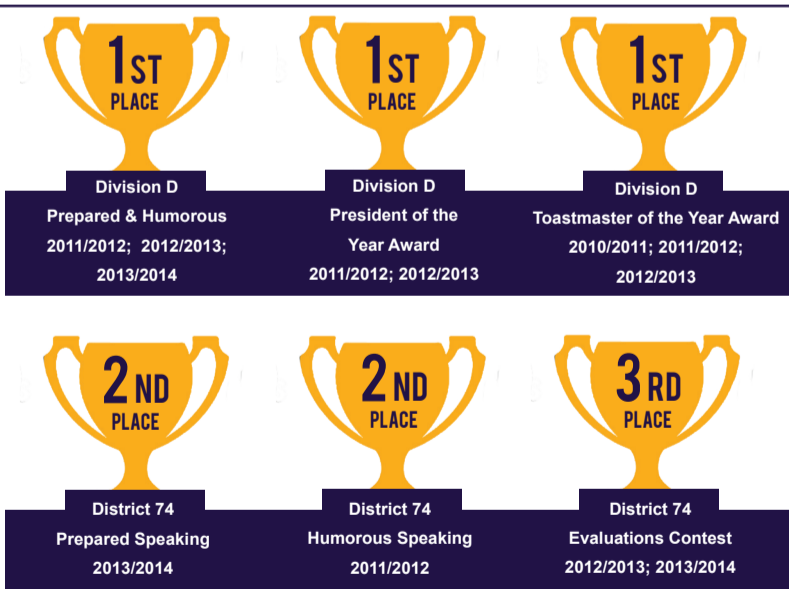 1ST
PLACE
Division D
Prepared & Humorous
2011/2012; 2012/2013;
2013/2014
1ST
PLACE
Division D
President of the
Year Award
2011/2012; 2012/2013
1ST
PLACE
Division D
Toastmaster of the Year Award
2010/2011; 2011/2012;
2012/2013
2ND
PLACE
District 74
Prepared Speaking
2013/2014
2ND
PLACE
District 74
Humorous Speaking
2011/2012
3RD
PLACE
District 74
Evaluations Contest
2012/2013; 2013/2014